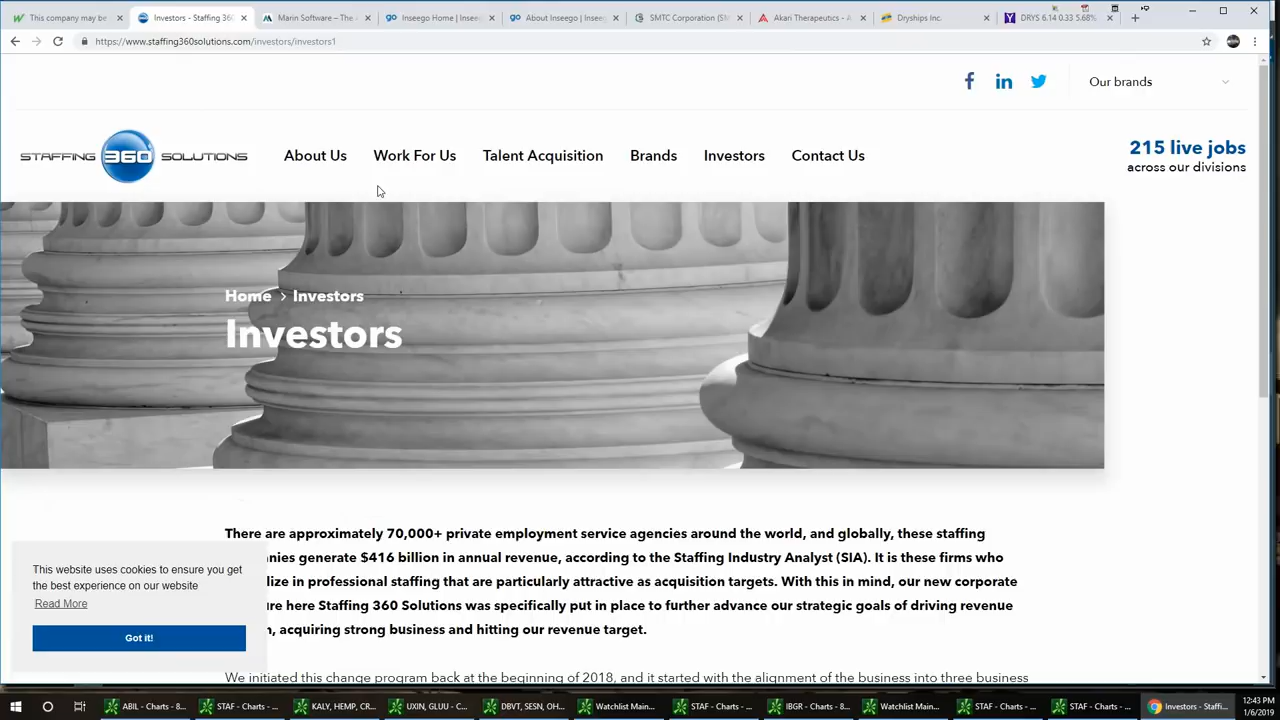 This company may be
Investors - Staffing 360
Marin Software – The
Inseego Home | Inse
About Inseego | Inse
SMTC Corporation (SM
Akari Therapeutics - A
Dryships Inc.
DRYS 6.14 0.33 5.68%
https://www.staffing360solutions.com/investors/investors1
Our brands
STAFFING 360 SOLUTIONS
About Us
Work For Us
Talent Acquisition
Brands
Investors
Contact Us
215 live jobs
across our divisions
Home > Investors
Investors
There are approximately 70,000+ private employment service agencies around the world, and globally, these staffing
nies generate $416 billion in annual revenue, according to the Staffing Industry Analyst (SIA). It is these firms who
lize in professional staffing that are particularly attractive as acquisition targets. With this in mind, our new corporate
re here Staffing 360 Solutions was specifically put in place to further advance our strategic goals of driving revenue
, acquiring strong business and hitting our revenue target.
We initiated this change program back at the beginning of 2018, and it started with the alignment of the business into three business
This website uses cookies to ensure you get
the best experience on our website
Read More
Got it!
ABIL - Charts - 8...
STAF - Charts - ...
KALY, HEMP, CR...
UXIN, GLUU - C...
DBVT, SESN, OH...
Watchlist Main...
STAF - Charts - ...
IBGR - Charts - 8...
Watchlist Main...
STAF - Charts - ...
STAF - Charts - ...
Investors - Staffi...
12:43 PM
1/6/2019